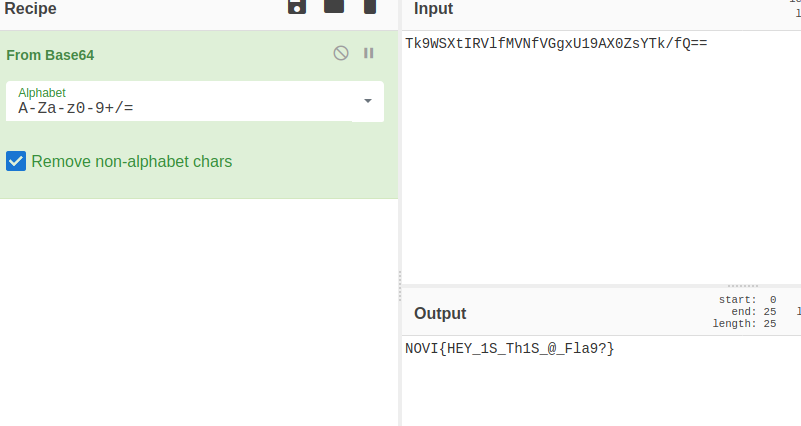 Recipe
From Base64
Alphabet
A-Za-z0-9+/=
Remove non-alphabet chars
Input
Tk9WSXtIRVlfMVNfVGgxU19AX0ZsYTk/fQ==
Output
start: 0
end: 25
length: 25
NOVI{HEY_1S_Th1S_@_Fla9?}